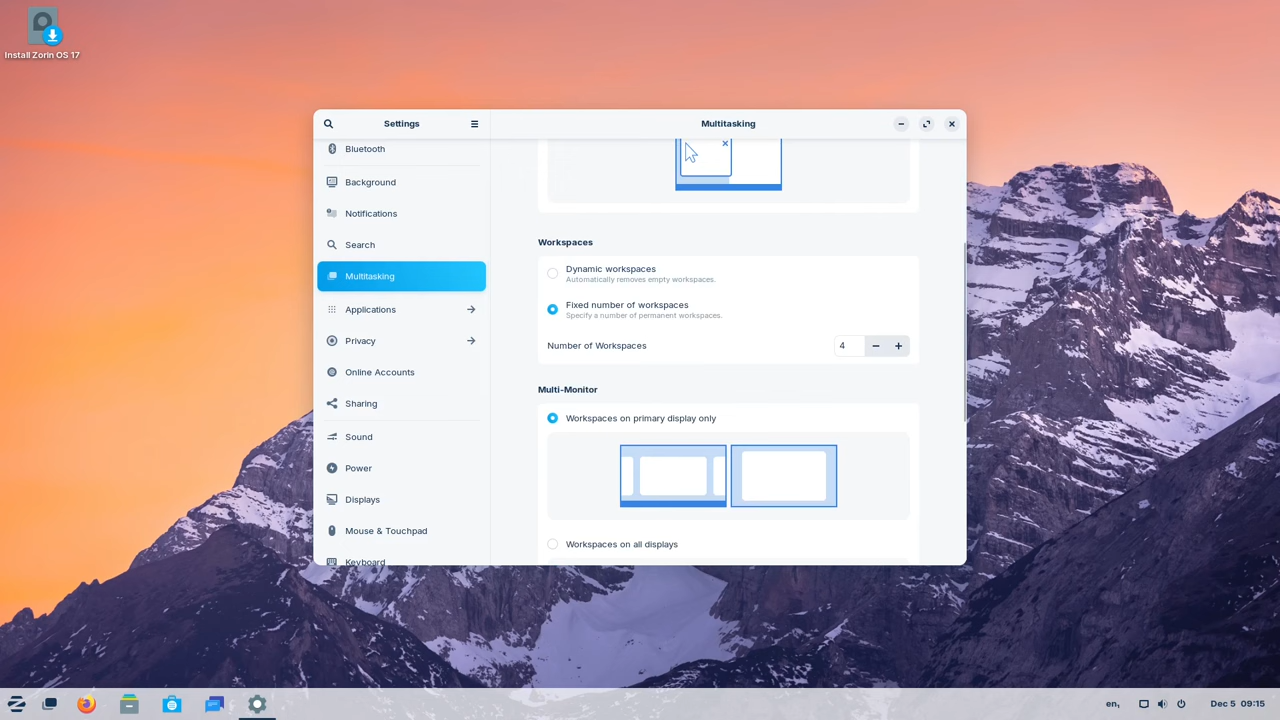 Install Zorin OS 17
Settings
Multitasking
Bluetooth
Background
Notifications
Search
Multitasking
Applications
Privacy
Online Accounts
Sharing
Sound
Power
Displays
Mouse & Touchpad
Keyboard
Workspaces
Dynamic workspaces
Automatically removes empty workspaces.
Fixed number of workspaces
Specify a number of permanent workspaces.
Number of Workspaces
4
Multi-Monitor
Workspaces on primary display only
Workspaces on all displays
en₁
Dec 5 09:15